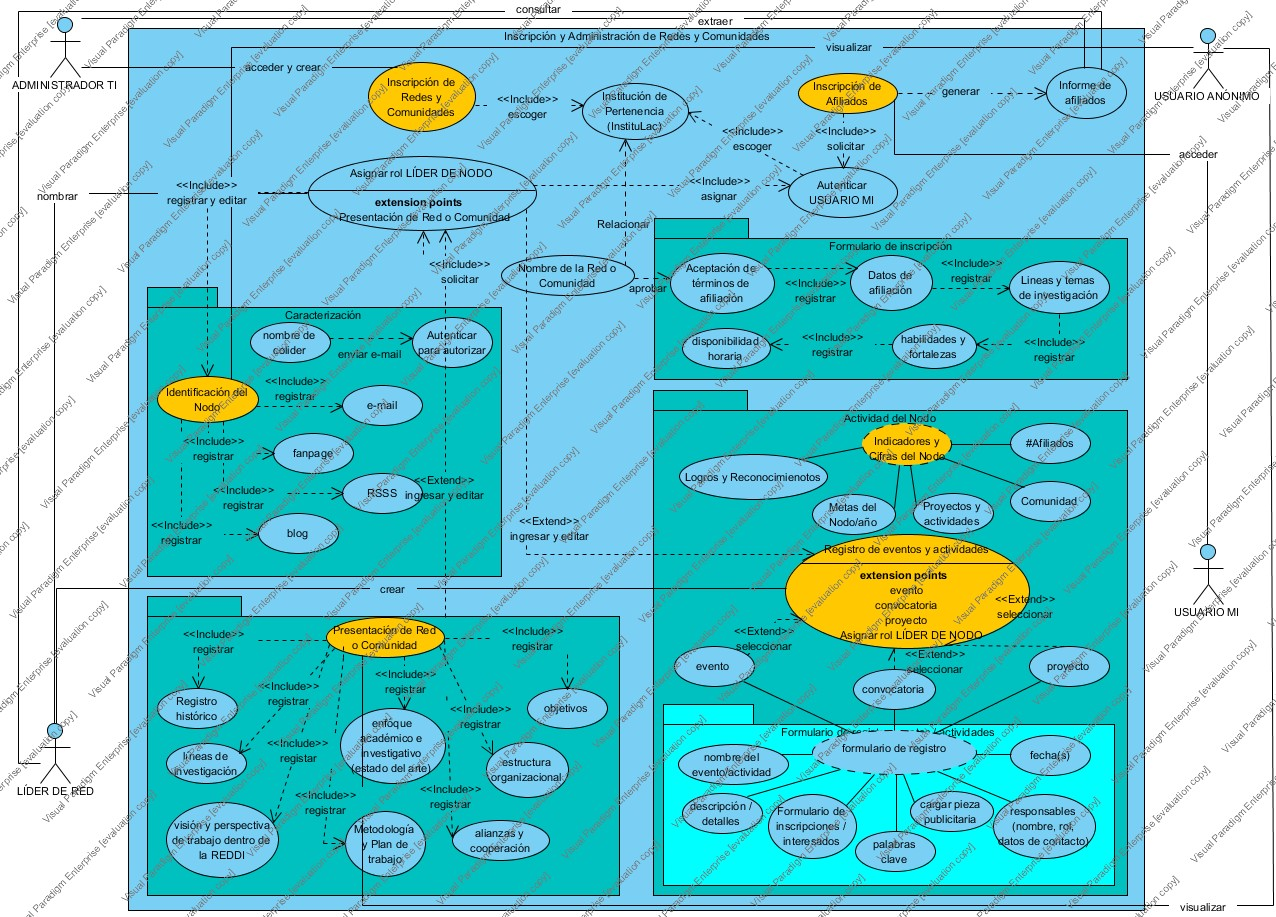 consultar
extraer
Inscripción y Administración de Redes y Comunidades
visualizar
ADMINISTRADOR TI
acceder y crear
Inscripción de
Redes y
Comunidades
<<Include>>
escoger
Institución de
Pertenencia
(InstituLac)
Inscripción de
Afiliados
generar
Informe de
afiliados
USUARIO ANÓNIMO
<<Include>>
escoger
<<Include>>
solicitar
acceder
nombrar
<<Include>>
registrar y editar
Asignar rol LÍDER DE NODO
extension points
Presentación de Red o Comunidad
<<Include>>
asignar
Autenticar
USUARIO MI
Relacionar
<<Include>>
solicitar
Nombre de la Red o
Comunidad
aprobar
Formulario de inscripción
Aceptación de
términos de
afiliación
<<Include>>
registrar
Datos de
afiliación
<<Include>>
registrar
Lineas y temas
de investigación
disponibilidad
horaria
<<Include>>
registrar
habilidades y
fortalezas
<<Include>>
registrar
Caracterización
nombre de
colíder
enviar e-mail
Autenticar
para autorizar
Identificación del
Nodo
<<Include>>
registrar
e-mail
<<Include>>
registrar
fanpage
<<Include>>
registrar
RSSS
<<Extend>>
ingresar y editar
<<Include>>
registrar
blog
<<Extend>>
ingresar y editar
Actividad del Nodo
Indicadores y
Cifras del Nodo
#Afiliados
Logros y Reconocimienotos
Metas del
Nodo/año
Proyectos y
actividades
Comunidad
Registro de eventos y actividades
extension points
evento
convocatoria
proyecto
Asignar rol LÍDER DE NODO
<<Extend>>
seleccionar
<<Extend>>
seleccionar
<<Extend>>
seleccionar
evento
convocatoria
proyecto
USUARIO MI
crear
Presentación de Red
o Comunidad
<<Include>>
registrar
<<Include>>
registrar
<<Include>>
registrar
<<Include>>
registrar
<<Include>>
registrar
<<Include>>
registrar
<<Include>>
registrar
<<Include>>
registrar
Registro
histórico
objetivos
líneas de
investigación
enfoque
académico e
investigativo
(estado del arte)
estructura
organizacional
visión y perspectiva
de trabajo dentro de
la REDDI
Metodología
y Plan de
trabajo
alianzas y
cooperación
LÍDER DE RED
formulario de registro
nombre del
evento/actividad
fecha(s)
descripción /
detalles
Formulario de
inscripciones /
interesados
palabras
clave
cargar pieza
publicitaria
responsables
(nombre, rol,
datos de contacto)
visualizar
Visual Paradigm Enterprise [evaluation copy]